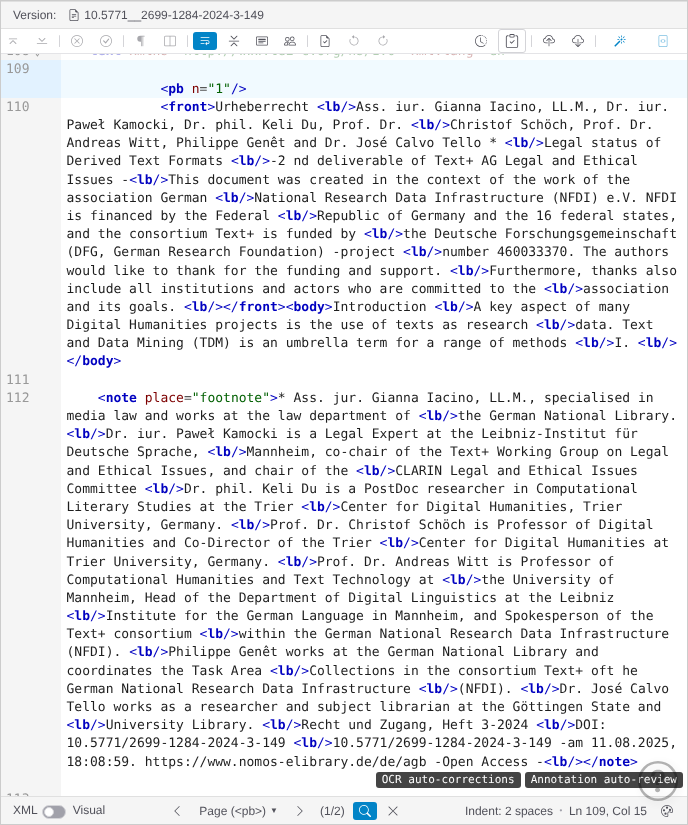 Version: 10.5771__2699-1284-2024-3-149
109
<pb n="1"/>
110 <front>Urheberrecht <lb/>Ass. iur. Gianna Iacino, LL.M., Dr. iur.
Paweł Kamocki, Dr. phil. Keli Du, Prof. Dr. <lb/>Christof Schöch, Prof. Dr.
Andreas Witt, Philippe Genêt and Dr. José Calvo Tello * <lb/>Legal status of
Derived Text Formats <lb/>-2 nd deliverable of Text+ AG Legal and Ethical
Issues -<lb/>This document was created in the context of the work of the
association German <lb/>National Research Data Infrastructure (NFDI) e.V. NFDI
is financed by the Federal <lb/>Republic of Germany and the 16 federal states,
and the consortium Text+ is funded by <lb/>the Deutsche Forschungsgemeinschaft
(DFG, German Research Foundation) -project <lb/>number 460033370. The authors
would like to thank for the funding and support. <lb/>Furthermore, thanks also
include all institutions and actors who are committed to the <lb/>association
and its goals. <lb/></front><body>Introduction <lb/>A key aspect of many
Digital Humanities projects is the use of texts as research <lb/>data. Text
and Data Mining (TDM) is an umbrella term for a range of methods <lb/>I. <lb/>
</body>
111
112 <note place="footnote">* Ass. jur. Gianna Iacino, LL.M., specialised in
media law and works at the law department of <lb/>the German National Library.
<lb/>Dr. iur. Paweł Kamocki is a Legal Expert at the Leibniz-Institut für
Deutsche Sprache, <lb/>Mannheim, co-chair of the Text+ Working Group on Legal
and Ethical Issues, and chair of the <lb/>CLARIN Legal and Ethical Issues
Committee <lb/>Dr. phil. Keli Du is a PostDoc researcher in Computational
Literary Studies at the Trier <lb/>Center for Digital Humanities, Trier
University, Germany. <lb/>Prof. Dr. Christof Schöch is Professor of Digital
Humanities and Co-Director of the Trier <lb/>Center for Digital Humanities at
Trier University, Germany. <lb/>Prof. Dr. Andreas Witt is Professor of
Computational Humanities and Text Technology at <lb/>the University of
Mannheim, Head of the Department of Digital Linguistics at the Leibniz
<lb/>Institute for the German Language in Mannheim, and Spokesperson of the
Text+ consortium <lb/>within the German National Research Data Infrastructure
(NFDI). <lb/>Philippe Genêt works at the German National Library and
coordinates the Task Area <lb/>Collections in the consortium Text+ oft he
German National Research Data Infrastructure <lb/>(NFDI). <lb/>Dr. José Calvo
Tello works as a researcher and subject librarian at the Göttingen State and
<lb/>University Library. <lb/>Recht und Zugang, Heft 3-2024 <lb/>DOI:
10.5771/2699-1284-2024-3-149 <lb/>10.5771/2699-1284-2024-3-149 -am 11.08.2025,
18:08:59. https://www.nomos-elibrary.de/de/agb -Open Access -<lb/></note>
OCR auto-corrections Annotation auto-review
XML Visual Page (<pb>) (1/2) Indent: 2 spaces · Ln 109, Col 15